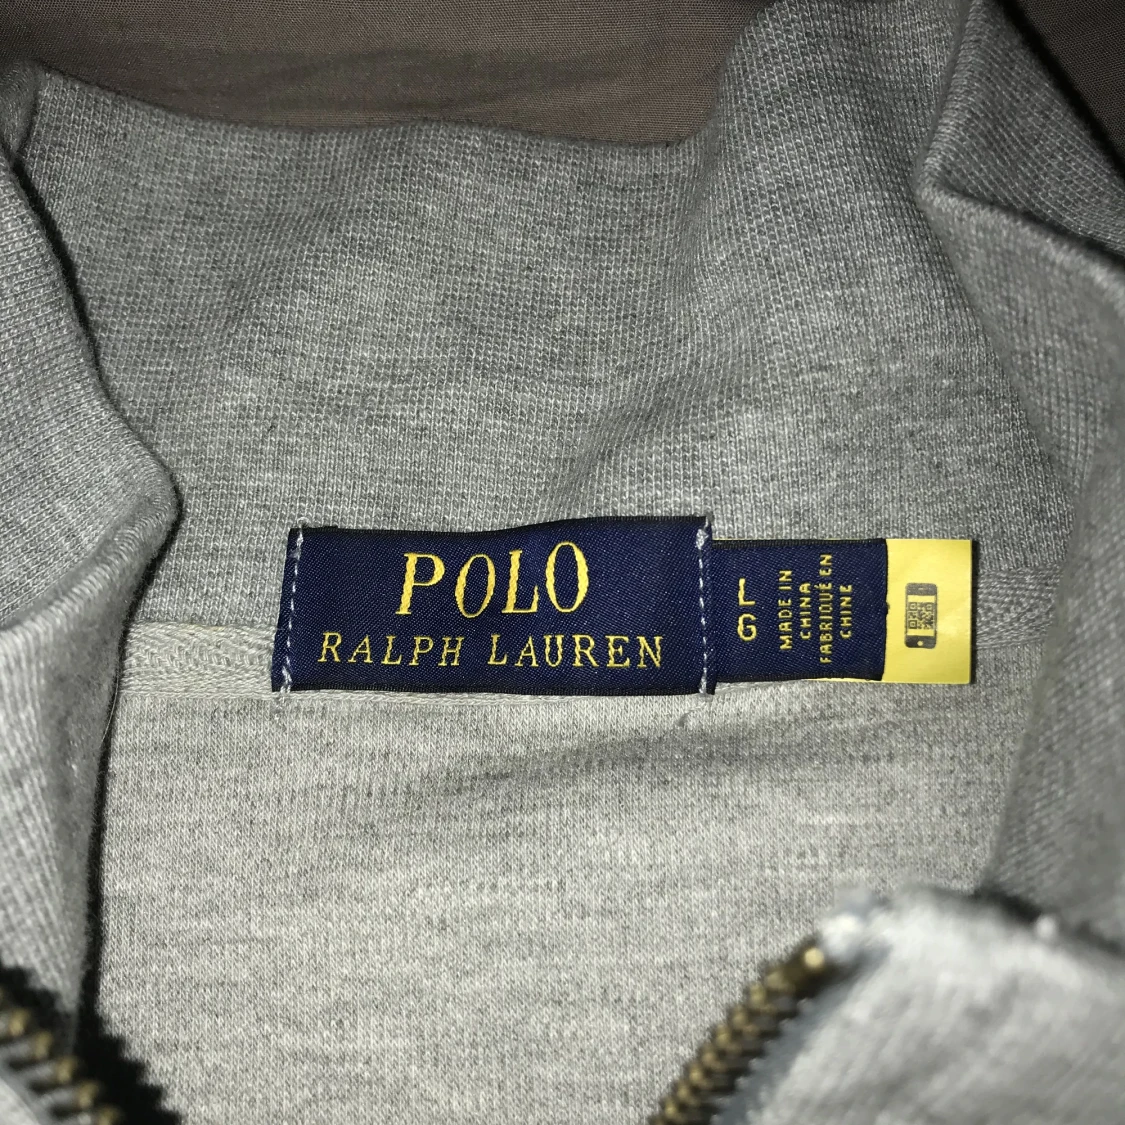 POLO
RALPH LAUREN
L
G
MADE IN
CHINA
FABRIQUÉ EN
CHINE